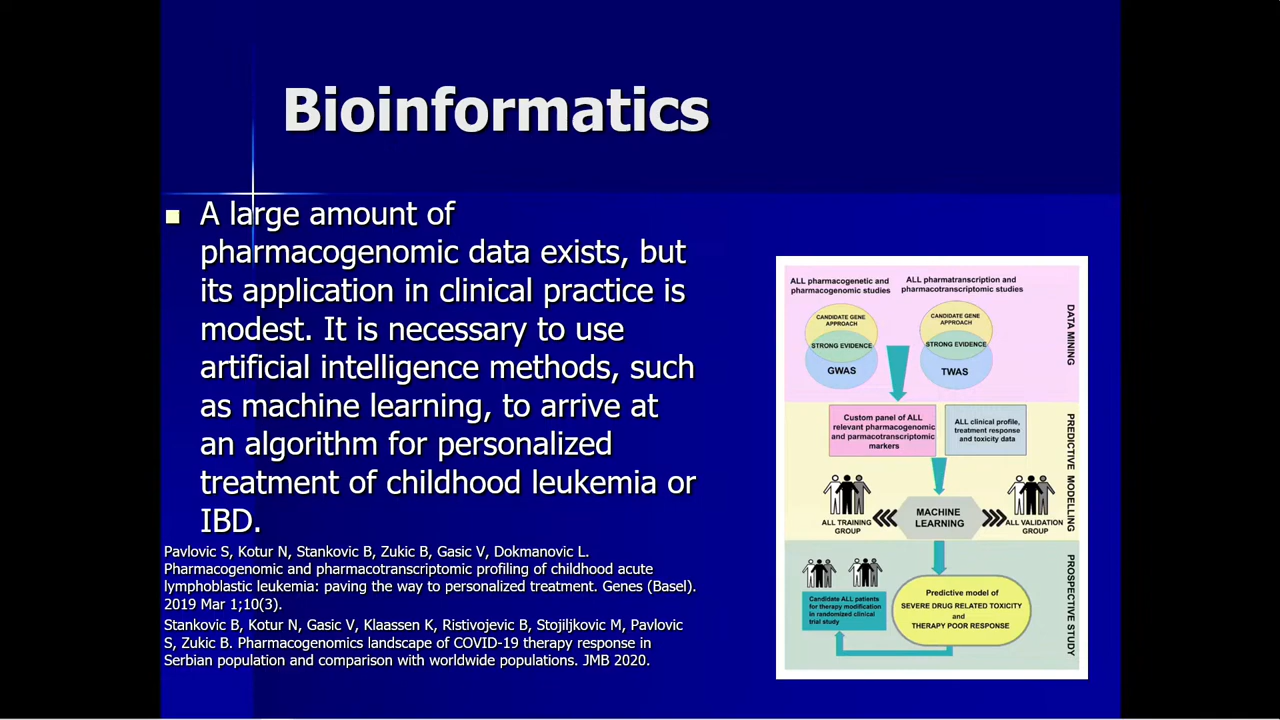 Bioinformatics
A large amount of
pharmacogenomic data exists, but
its application in clinical practice is
modest. It is necessary to use
artificial intelligence methods, such
as machine learning, to arrive at
an algorithm for personalized
treatment of childhood leukemia or
IBD.
Pavlovic S, Kotur N, Stankovic B, Zukic B, Gasic V, Dokmanovic L.
Pharmacogenomic and pharmacotranscriptomic profiling of childhood acute
lymphoblastic leukemia: paving the way to personalized treatment. Genes (Basel).
2019 Mar 1;10(3).
Stankovic B, Kotur N, Gasic V, Klaassen K, Ristivojevic B, Stojiljkovic M, Pavlovic
S, Zukic B. Pharmacogenomics landscape of COVID-19 therapy response in
Serbian population and comparison with worldwide populations. JMB 2020.
ALL pharmacogenetic and
pharmacogenomic studies
ALL pharmatranscription and
pharmacotranscriptomic studies
CANDIDATE GENE
APPROACH
STRONG EVIDENCE
GWAS
CANDIDATE GENE
APPROACH
STRONG EVIDENCE
TWAS
DATA MINING
Custom panel of ALL
relevant pharmacogenomic
and parmacotranscriptomic
markers
ALL clinical profile,
treatment response
and toxicity data
ALL TRAINING
GROUP
MACHINE
LEARNING
ALL VALIDATION
GROUP
PREDICTIVE MODELLING
Candidate ALL patients
for therapy modification
in randomized clinical
trial study
Predictive model of
SEVERE DRUG RELATED TOXICITY
and
THERAPY POOR RESPONSE
PROSPECTIVE STUDY